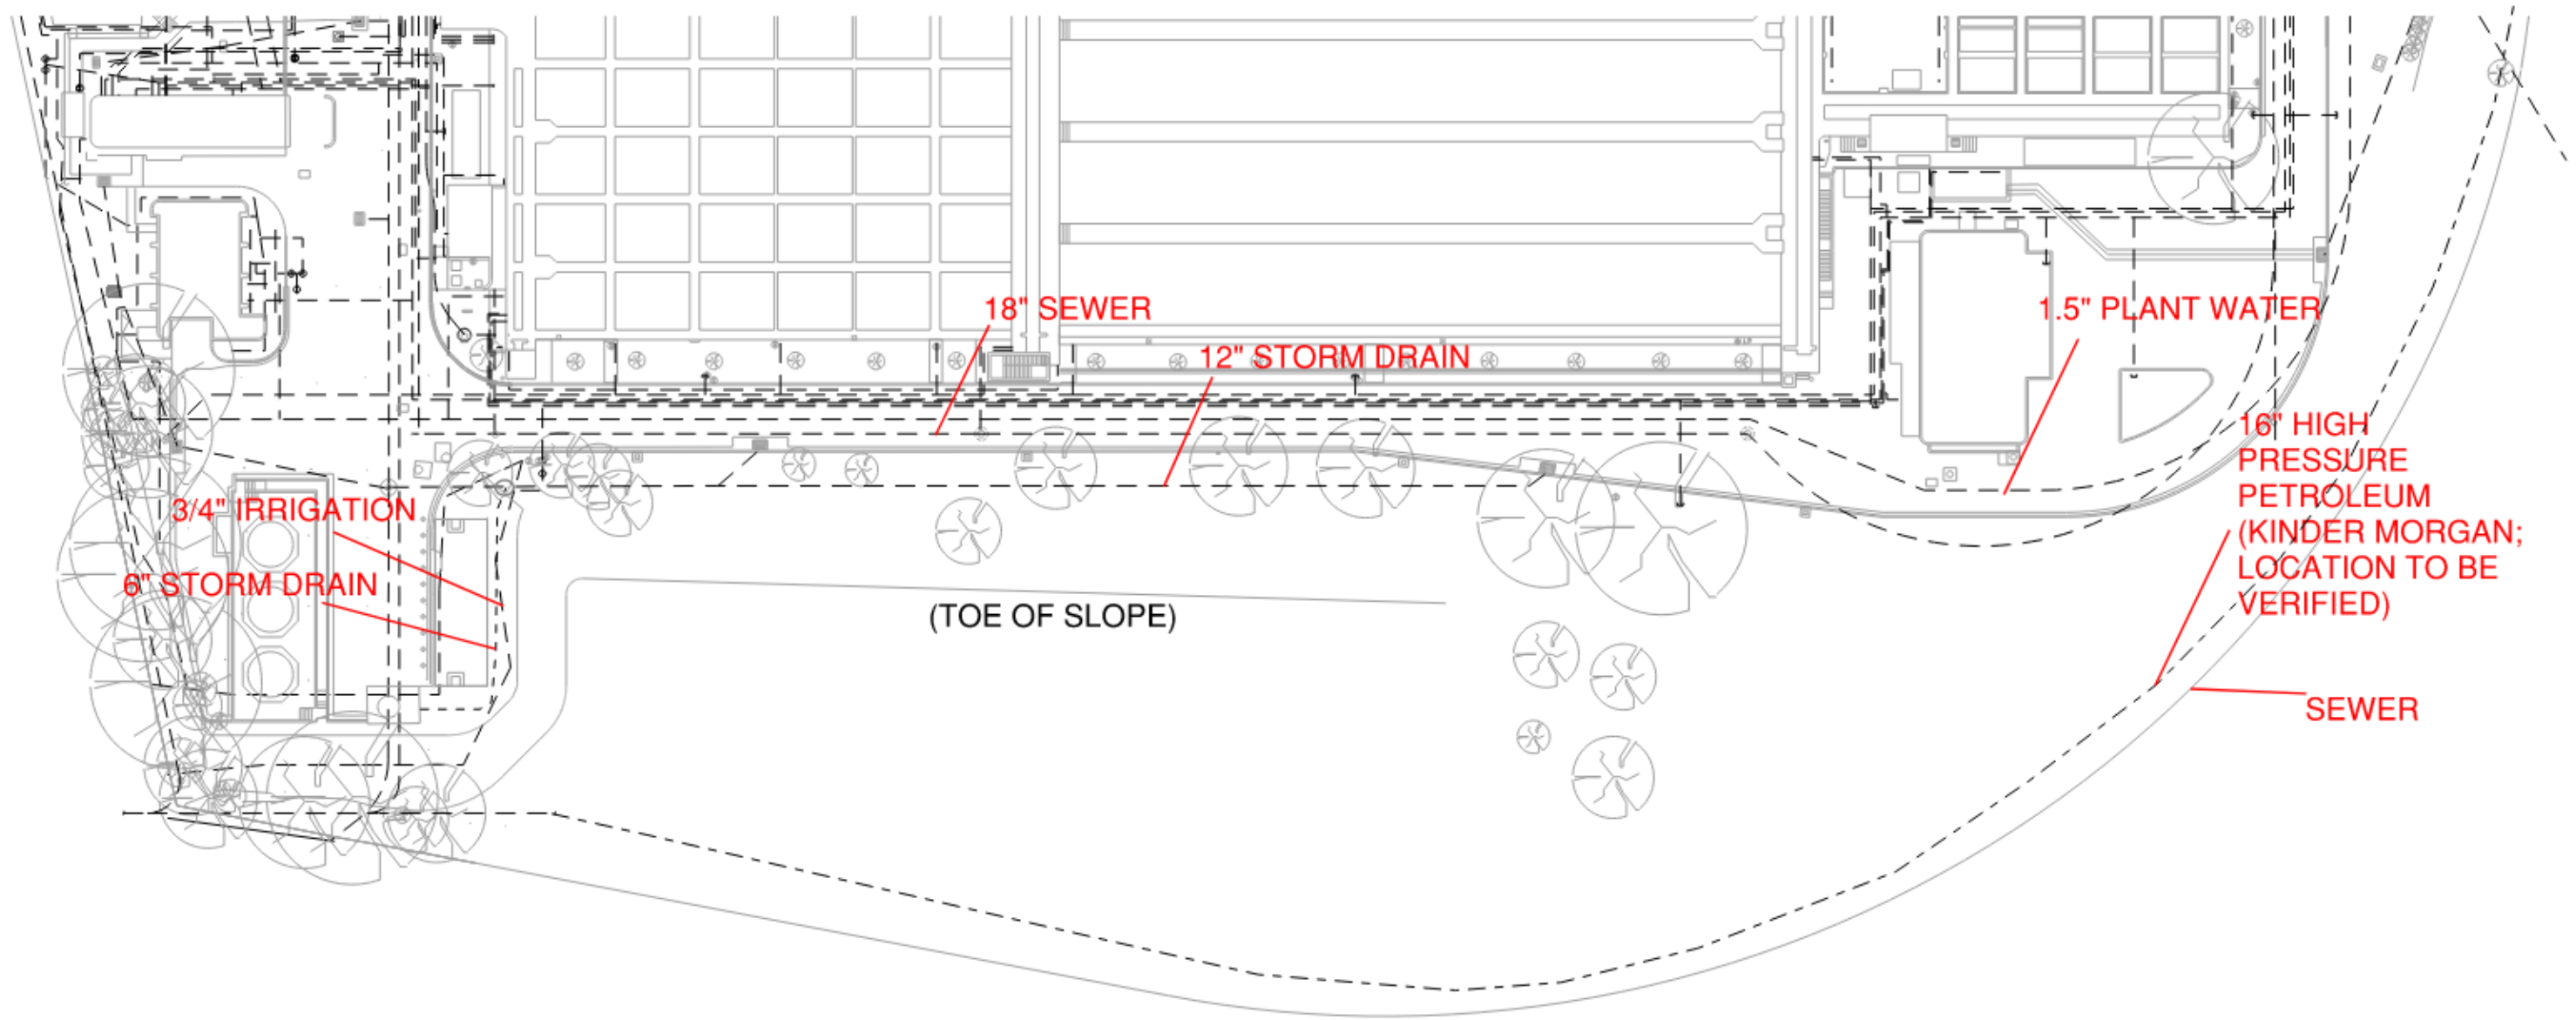 18" SEWER
1.5" PLANT WATER
12" STORM DRAIN
16" HIGH
PRESSURE
PETROLEUM
(KINDER MORGAN;
LOCATION TO BE
VERIFIED)
3/4" IRRIGATION
6" STORM DRAIN
(TOE OF SLOPE)
SEWER